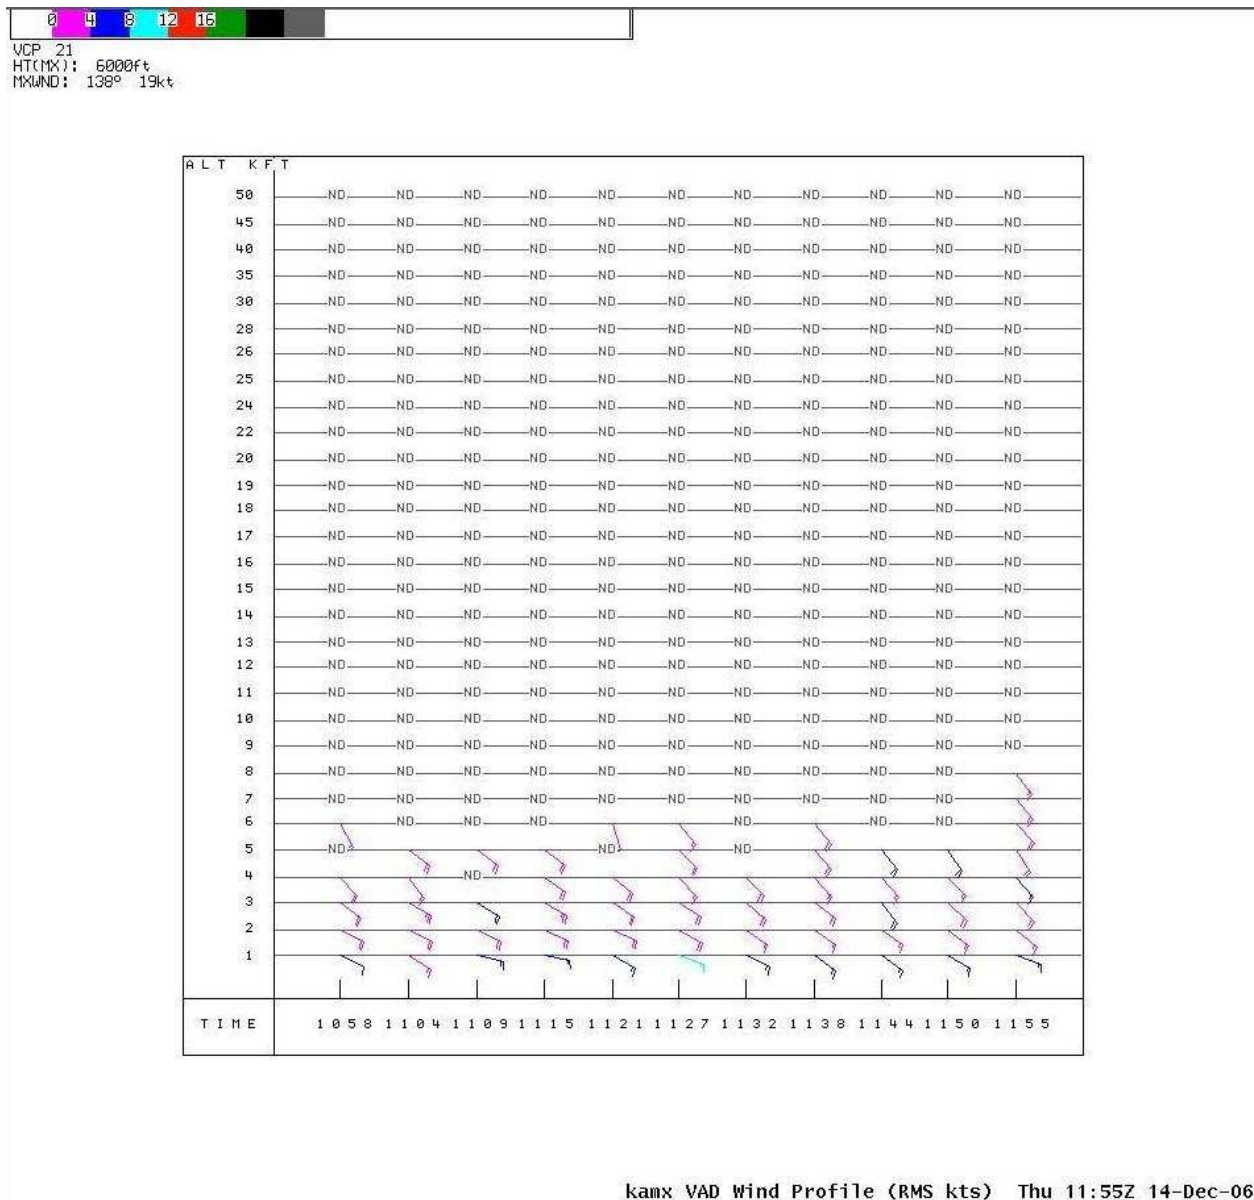 0 4 8 12 16
VCP 21
HT(MX): 6000ft
MXWND: 138º 19kt
ALT KFT
50 ND ND ND ND ND ND ND ND ND ND ND
45 ND ND ND ND ND ND ND ND ND ND ND
40 ND ND ND ND ND ND ND ND ND ND ND
35 ND ND ND ND ND ND ND ND ND ND ND
30 ND ND ND ND ND ND ND ND ND ND ND
28 ND ND ND ND ND ND ND ND ND ND ND
26 ND ND ND ND ND ND ND ND ND ND ND
25 ND ND ND ND ND ND ND ND ND ND ND
24 ND ND ND ND ND ND ND ND ND ND ND
22 ND ND ND ND ND ND ND ND ND ND ND
20 ND ND ND ND ND ND ND ND ND ND ND
19 ND ND ND ND ND ND ND ND ND ND ND
18 ND ND ND ND ND ND ND ND ND ND ND
17 ND ND ND ND ND ND ND ND ND ND ND
16 ND ND ND ND ND ND ND ND ND ND ND
15 ND ND ND ND ND ND ND ND ND ND ND
14 ND ND ND ND ND ND ND ND ND ND ND
13 ND ND ND ND ND ND ND ND ND ND ND
12 ND ND ND ND ND ND ND ND ND ND ND
11 ND ND ND ND ND ND ND ND ND ND ND
10 ND ND ND ND ND ND ND ND ND ND ND
9 ND ND ND ND ND ND ND ND ND ND ND
8 ND ND ND ND ND ND ND ND ND ND
7 ND ND ND ND ND ND ND ND ND ND
6 ND ND ND ND ND ND
5 ND ND ND
4 ND
3
2
1
TIME 1058 1104 1109 1115 1121 1127 1132 1138 1144 1150 1155
kamx VAD Wind Profile (RMS kts) Thu 11:55Z 14-Dec-06